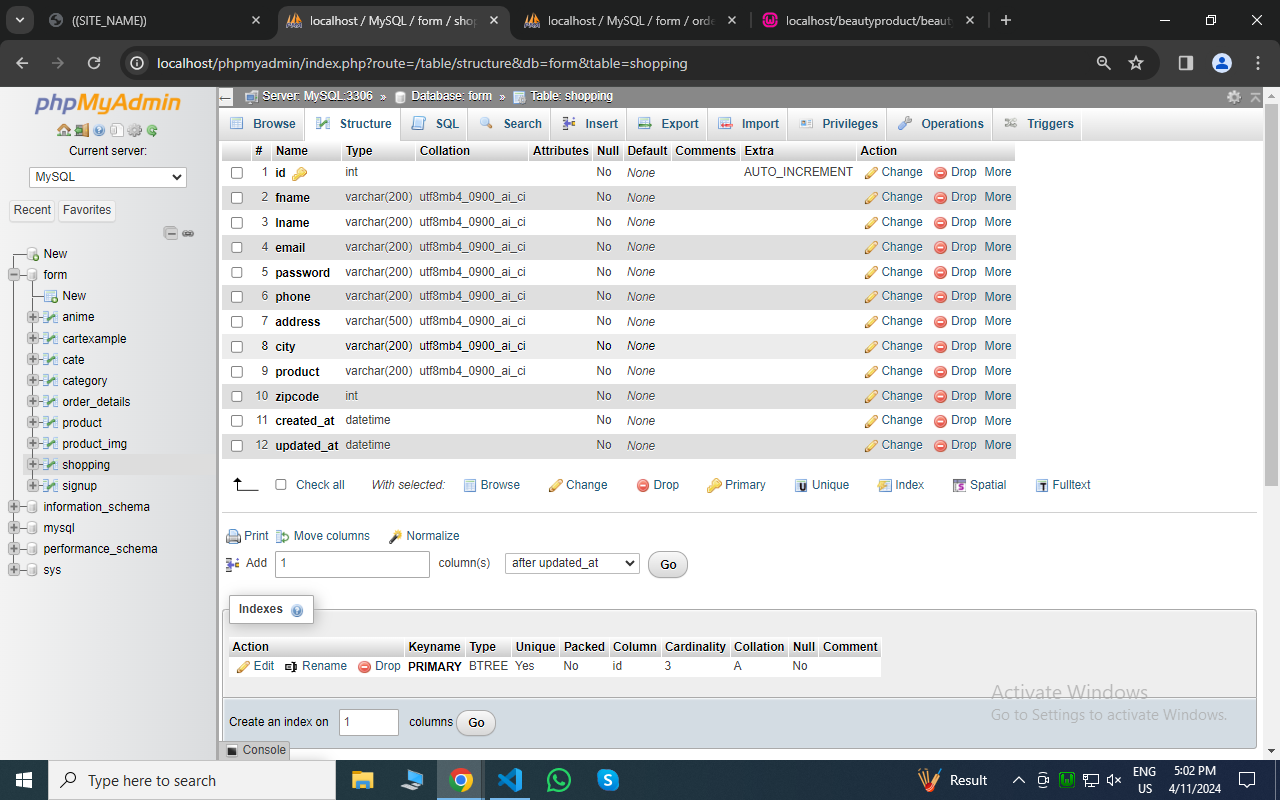 ((SITE_NAME))
localhost / MySQL / form / shop
localhost / MySQL / form / orde
localhost/beautyproduct/beauty
localhost/phpmyadmin/index.php?route=/table/structure&db=form&table=shopping
phpMyAdmin
Current server:
MySQL
Recent Favorites
New
form
New
anime
cartexample
cate
category
order_details
product
product_img
shopping
signup
information_schema
mysql
performance_schema
sys
Server: MySQL:3306 » Database: form » Table: shopping
Browse Structure SQL Search Insert Export Import Privileges Operations Triggers
# Name Type Collation Attributes Null Default Comments Extra Action
1 id int No None AUTO_INCREMENT Change Drop More
2 fname varchar(200) utf8mb4_0900_ai_ci No None Change Drop More
3 lname varchar(200) utf8mb4_0900_ai_ci No None Change Drop More
4 email varchar(200) utf8mb4_0900_ai_ci No None Change Drop More
5 password varchar(200) utf8mb4_0900_ai_ci No None Change Drop More
6 phone varchar(200) utf8mb4_0900_ai_ci No None Change Drop More
7 address varchar(500) utf8mb4_0900_ai_ci No None Change Drop More
8 city varchar(200) utf8mb4_0900_ai_ci No None Change Drop More
9 product varchar(200) utf8mb4_0900_ai_ci No None Change Drop More
10 zipcode int No None Change Drop More
11 created_at datetime No None Change Drop More
12 updated_at datetime No None Change Drop More
Check all With selected: Browse Change Drop Primary Unique Index Spatial Fulltext
Print Move columns Normalize
Add 1 column(s) after updated_at Go
Indexes
Action Keyname Type Unique Packed Column Cardinality Collation Null Comment
Edit Rename Drop PRIMARY BTREE Yes No id 3 A No
Create an index on 1 columns Go
Console
Activate Windows
Go to Settings to activate Windows.
Type here to search
Result
ENG
US
5:02 PM
4/11/2024